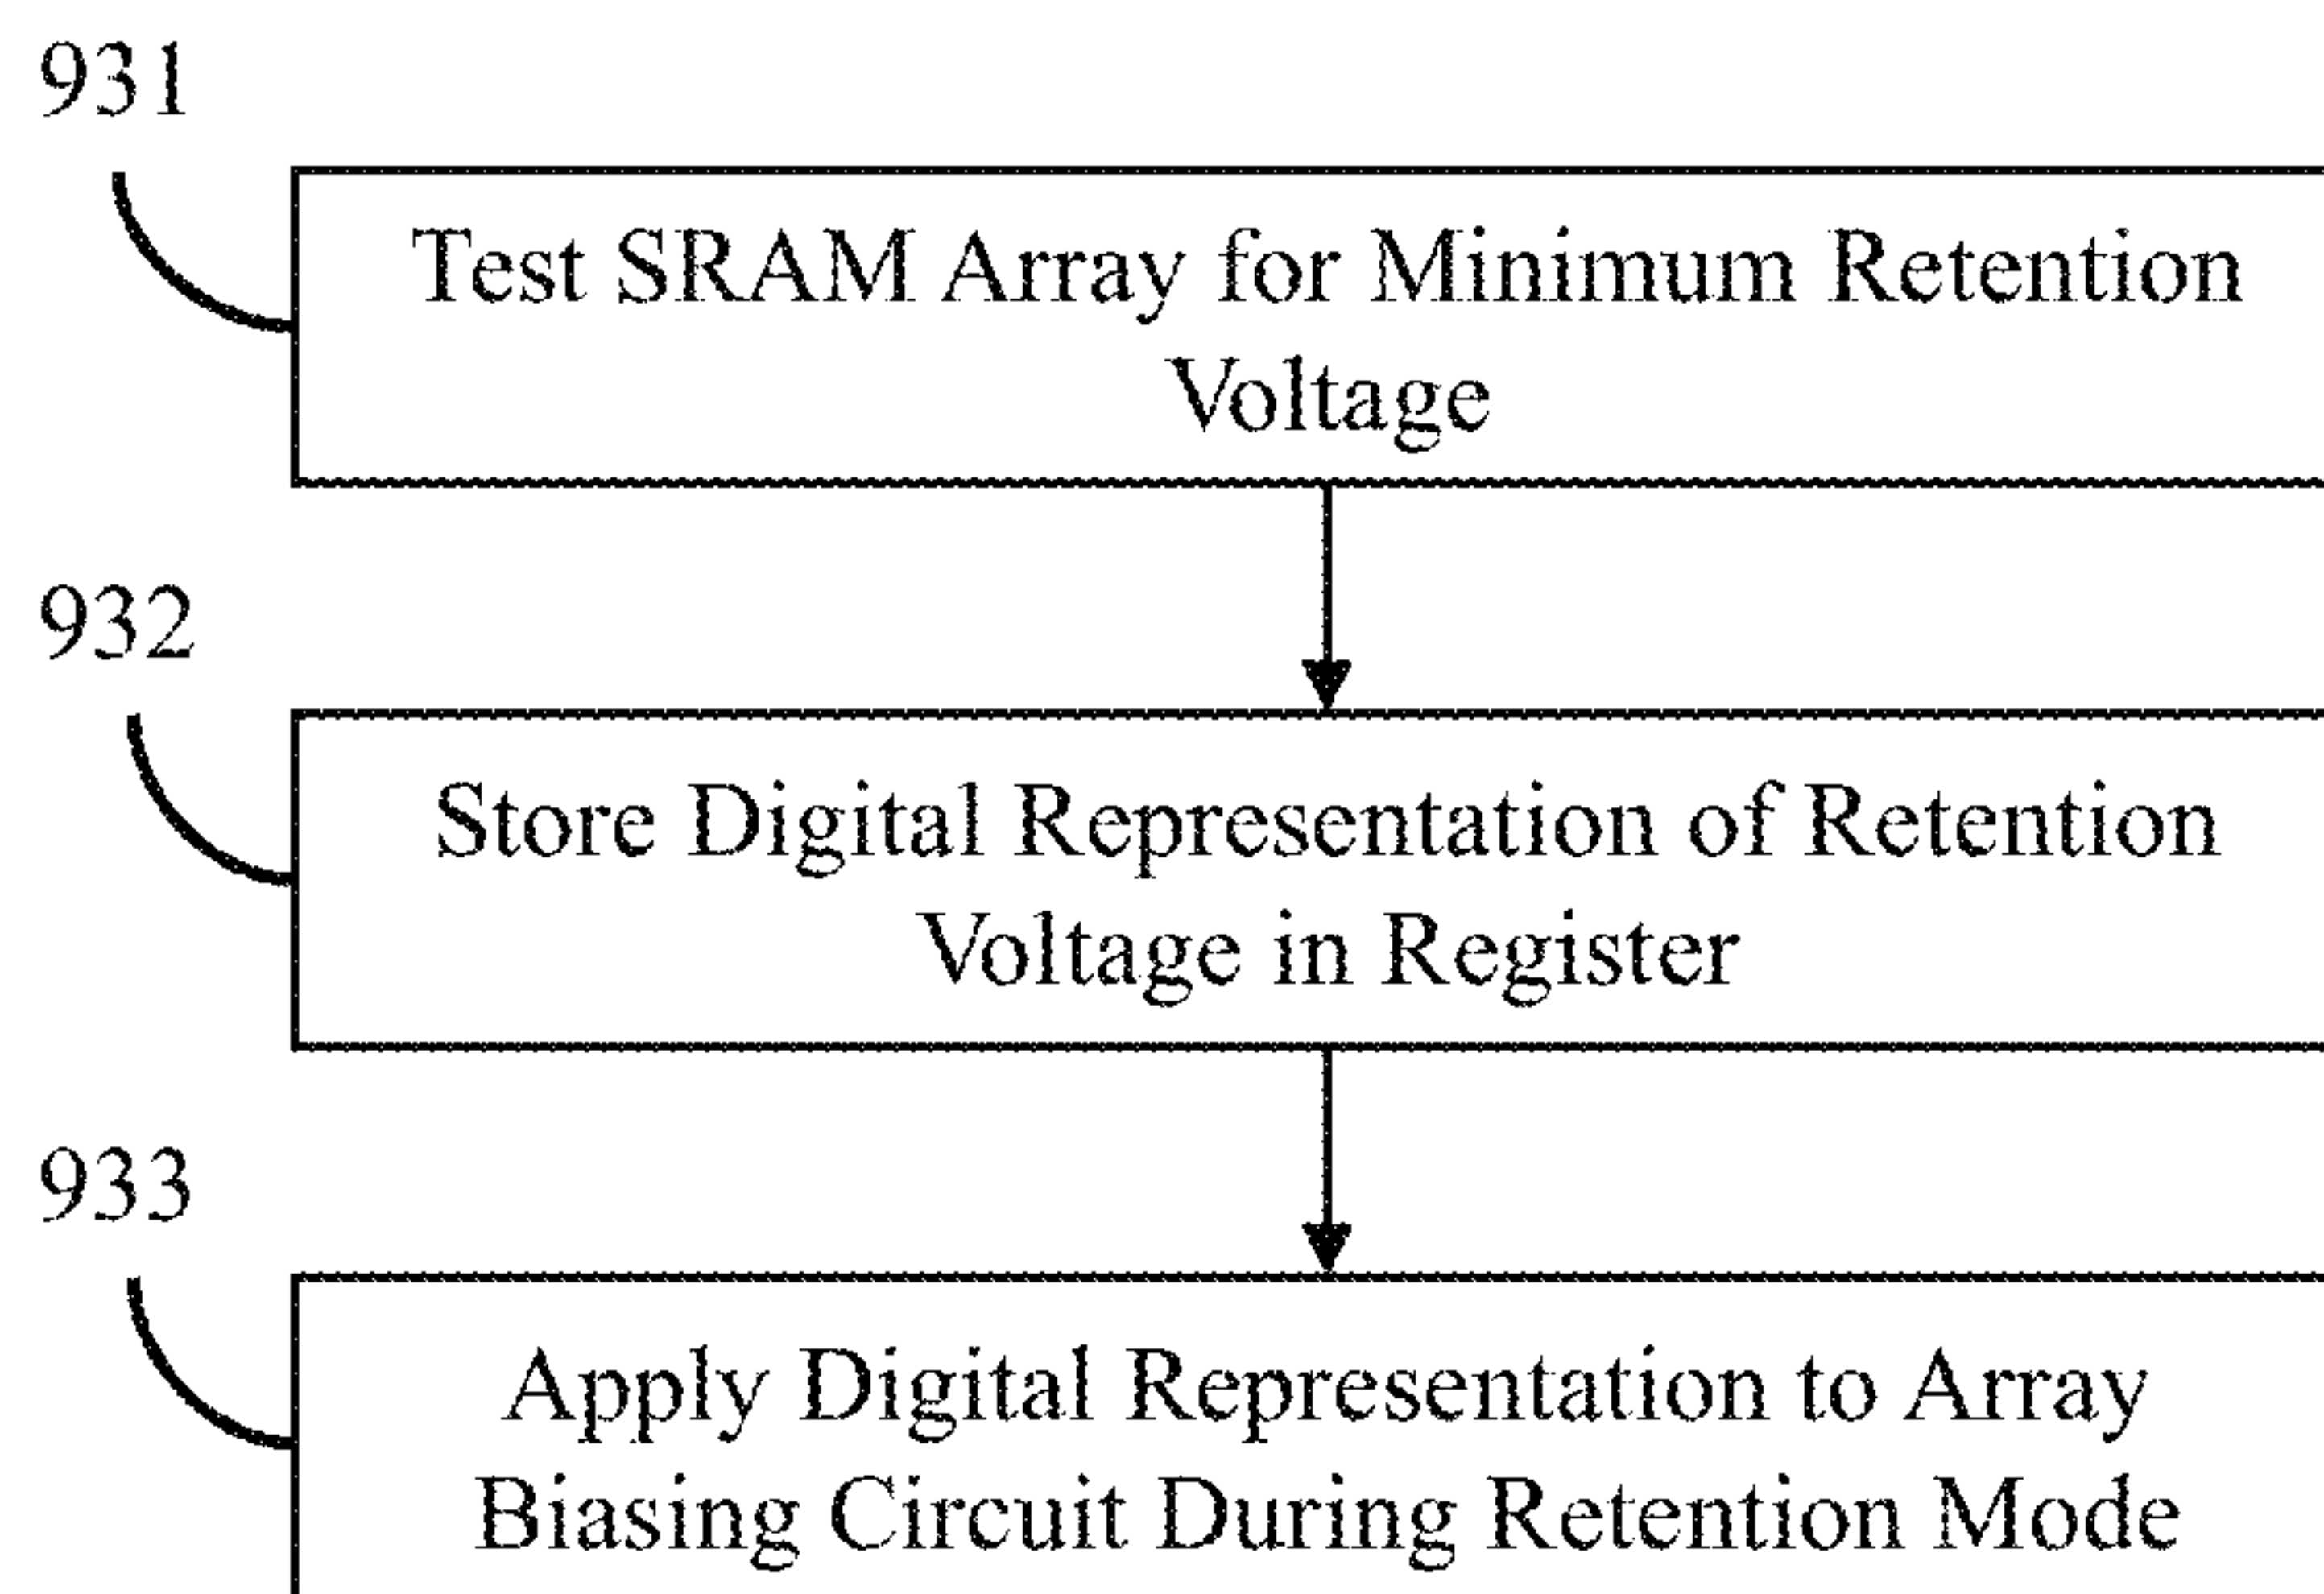 931
Test SRAM Array for Minimum Retention
Voltage
932
Store Digital Representation of Retention
Voltage in Register
933
Apply Digital Representation to Array
Biasing Circuit During Retention Mode